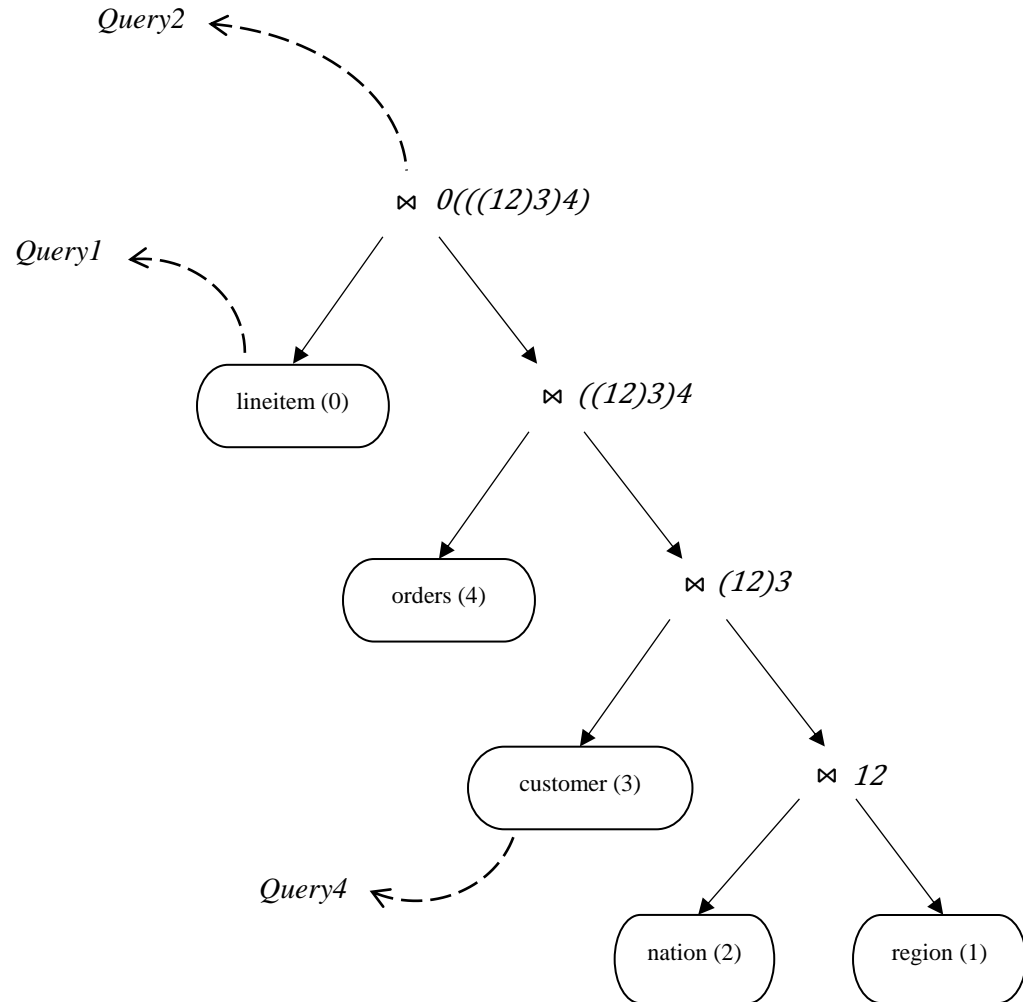 Query2
⋈ 0(((12)3)4)
Query1
lineitem (0)
⋈ ((12)3)4
orders (4)
⋈ (12)3
customer (3)
⋈ 12
Query4
nation (2)
region (1)